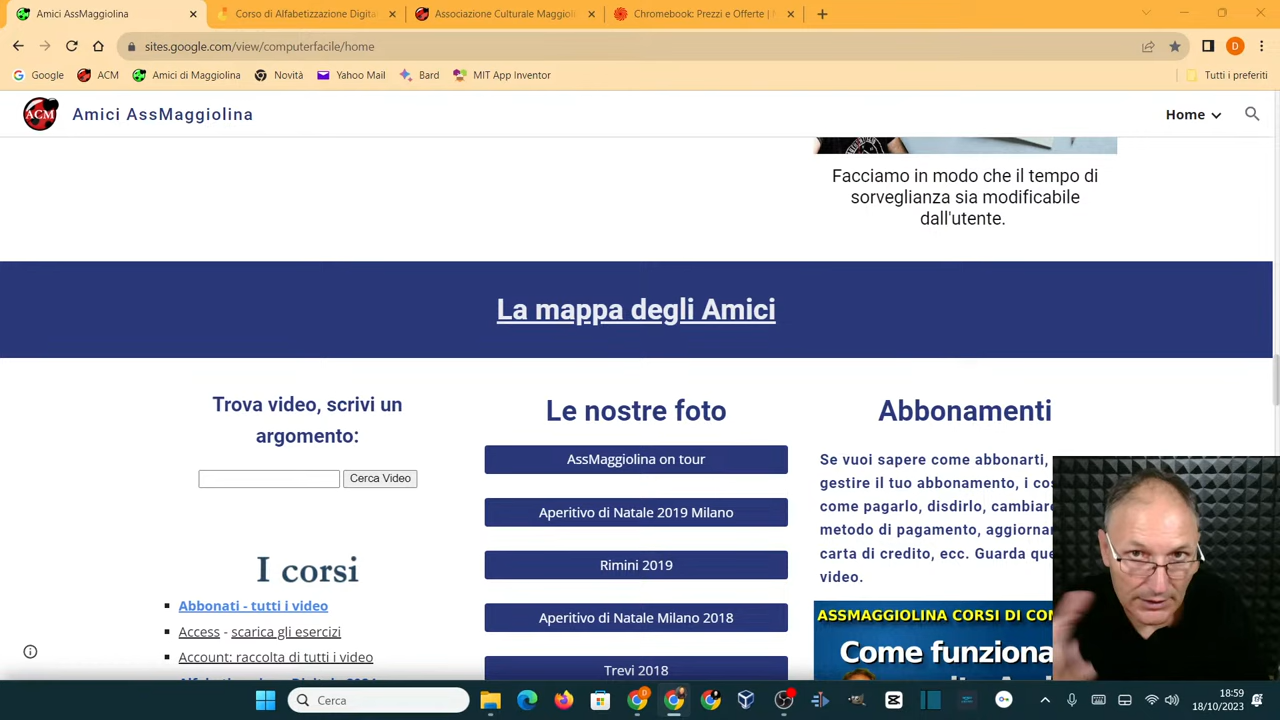 Amici AssMaggiolina
Corso di Alfabetizzazione Digita
Associazione Culturale Maggioli
Chromebook: Prezzi e Offerte |
sites.google.com/view/computerfacile/home
D
Google
ACM
Amici di Maggiolina
Novità
Yahoo Mail
Bard
MIT App Inventor
Tutti i preferiti
ACM
Amici AssMaggiolina
Home
Facciamo in modo che il tempo di
sorveglianza sia modificabile
dall'utente.
La mappa degli Amici
Trova video, scrivi un
argomento:
Cerca Video
I corsi
Abbonati - tutti i video
Access - scarica gli esercizi
Account: raccolta di tutti i video
Le nostre foto
AssMaggiolina on tour
Aperitivo di Natale 2019 Milano
Rimini 2019
Aperitivo di Natale Milano 2018
Trevi 2018
Abbonamenti
Se vuoi sapere come abbonarti,
gestire il tuo abbonamento, i cos
come pagarlo, disdirlo, cambiare
metodo di pagamento, aggiornar
carta di credito, ecc. Guarda que
video.
ASSMAGGIOLINA CORSI DI COM
Come funziona
Cerca
18:59
18/10/2023